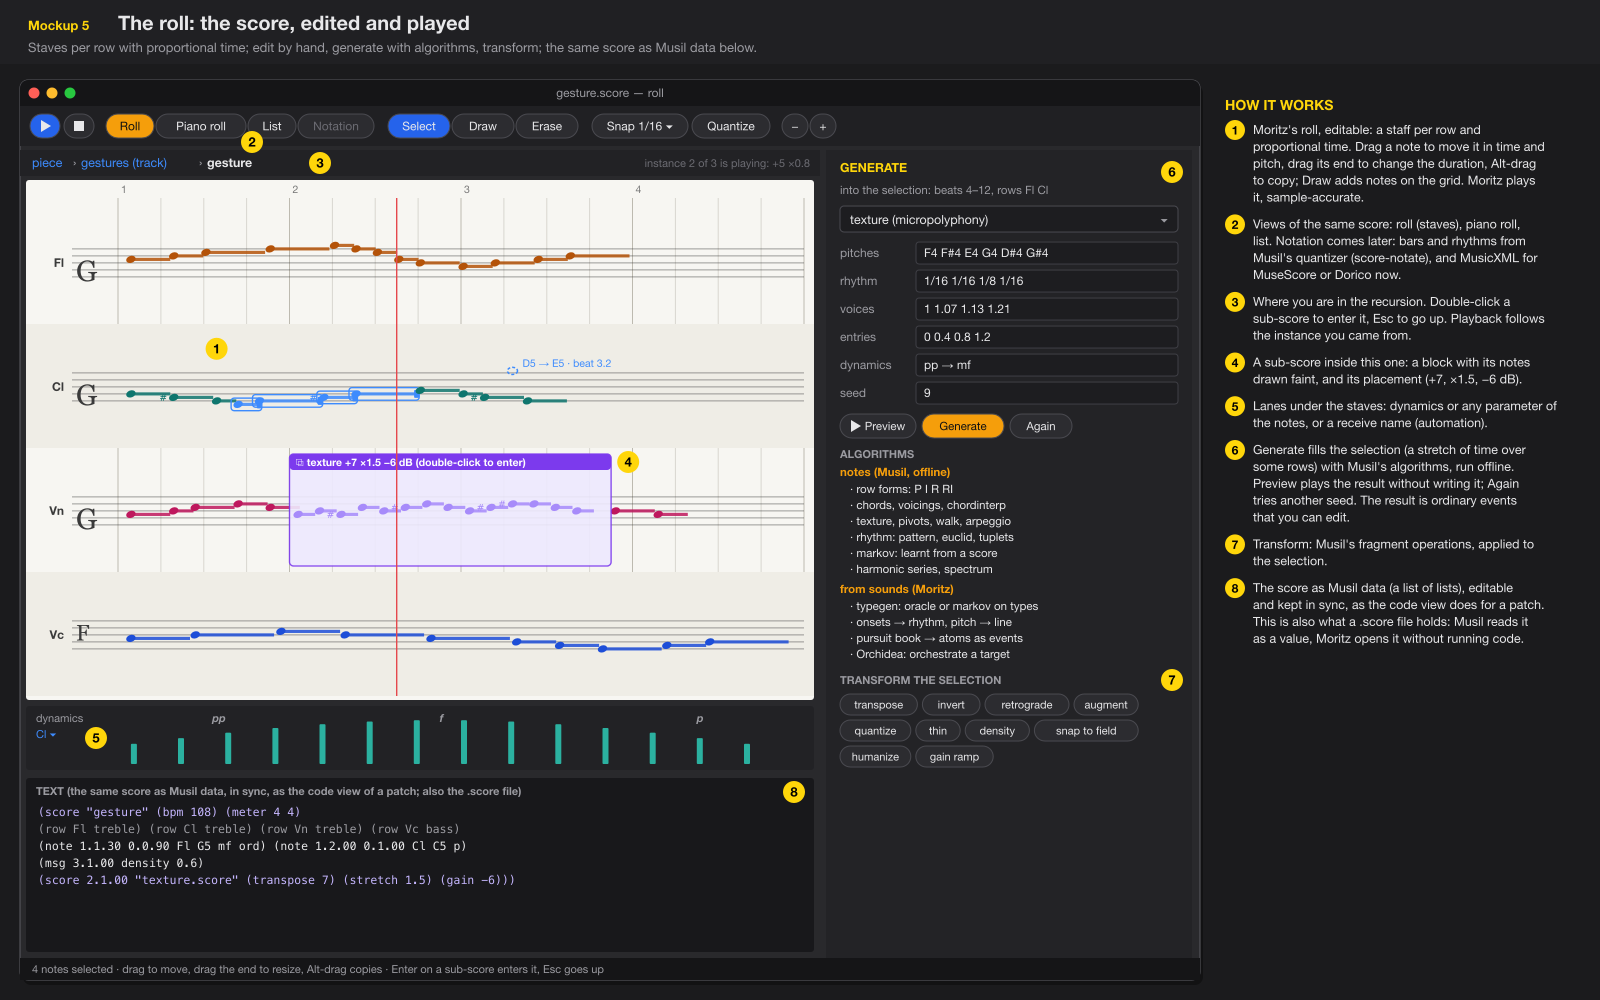 Mockup 5 The roll: the score, edited and played
Staves per row with proportional time; edit by hand, generate with algorithms, transform; the same score as Musil data below.
gesture.score — roll
Roll Piano roll List Notation Select Draw Erase Snap 1/16 Quantize − +
2
piece › gestures (track) › gesture 3 instance 2 of 3 is playing: +5 ×0.8
1 2 3 4
Fl G
1
D5 → E5 · beat 3.2
Cl G
# # #
texture +7 ×1.5 −6 dB (double-click to enter) 4
Vn G
# # # #
Vc F
dynamics pp f p
Cl 5
TEXT (the same score as Musil data, in sync, as the code view of a patch; also the .score file) 8
(score "gesture" (bpm 108) (meter 4 4)
(row Fl treble) (row Cl treble) (row Vn treble) (row Vc bass)
(note 1.1.30 0.0.90 Fl G5 mf ord) (note 1.2.00 0.1.00 Cl C5 p)
(msg 3.1.00 density 0.6)
(score 2.1.00 "texture.score" (transpose 7) (stretch 1.5) (gain −6)))
4 notes selected · drag to move, drag the end to resize, Alt-drag copies · Enter on a sub-score enters it, Esc goes up
GENERATE 6
into the selection: beats 4–12, rows Fl Cl
texture (micropolyphony)
pitches F4 F#4 E4 G4 D#4 G#4
rhythm 1/16 1/16 1/8 1/16
voices 1 1.07 1.13 1.21
entries 0 0.4 0.8 1.2
dynamics pp → mf
seed 9
Preview Generate Again
ALGORITHMS
notes (Musil, offline)
· row forms: P I R RI
· chords, voicings, chordinterp
· texture, pivots, walk, arpeggio
· rhythm: pattern, euclid, tuplets
· markov: learnt from a score
· harmonic series, spectrum
from sounds (Moritz)
· typegen: oracle or markov on types
· onsets → rhythm, pitch → line
· pursuit book → atoms as events
· Orchidea: orchestrate a target
TRANSFORM THE SELECTION 7
transpose invert retrograde augment
quantize thin density snap to field
humanize gain ramp
HOW IT WORKS
1 Moritz's roll, editable: a staff per row and
proportional time. Drag a note to move it in time and
pitch, drag its end to change the duration, Alt-drag
to copy; Draw adds notes on the grid. Moritz plays
it, sample-accurate.
2 Views of the same score: roll (staves), piano roll,
list. Notation comes later: bars and rhythms from
Musil's quantizer (score-notate), and MusicXML for
MuseScore or Dorico now.
3 Where you are in the recursion. Double-click a
sub-score to enter it, Esc to go up. Playback follows
the instance you came from.
4 A sub-score inside this one: a block with its notes
drawn faint, and its placement (+7, ×1.5, −6 dB).
5 Lanes under the staves: dynamics or any parameter of
the notes, or a receive name (automation).
6 Generate fills the selection (a stretch of time over
some rows) with Musil's algorithms, run offline.
Preview plays the result without writing it; Again
tries another seed. The result is ordinary events
that you can edit.
7 Transform: Musil's fragment operations, applied to
the selection.
8 The score as Musil data (a list of lists), editable
and kept in sync, as the code view does for a patch.
This is also what a .score file holds: Musil reads it
as a value, Moritz opens it without running code.